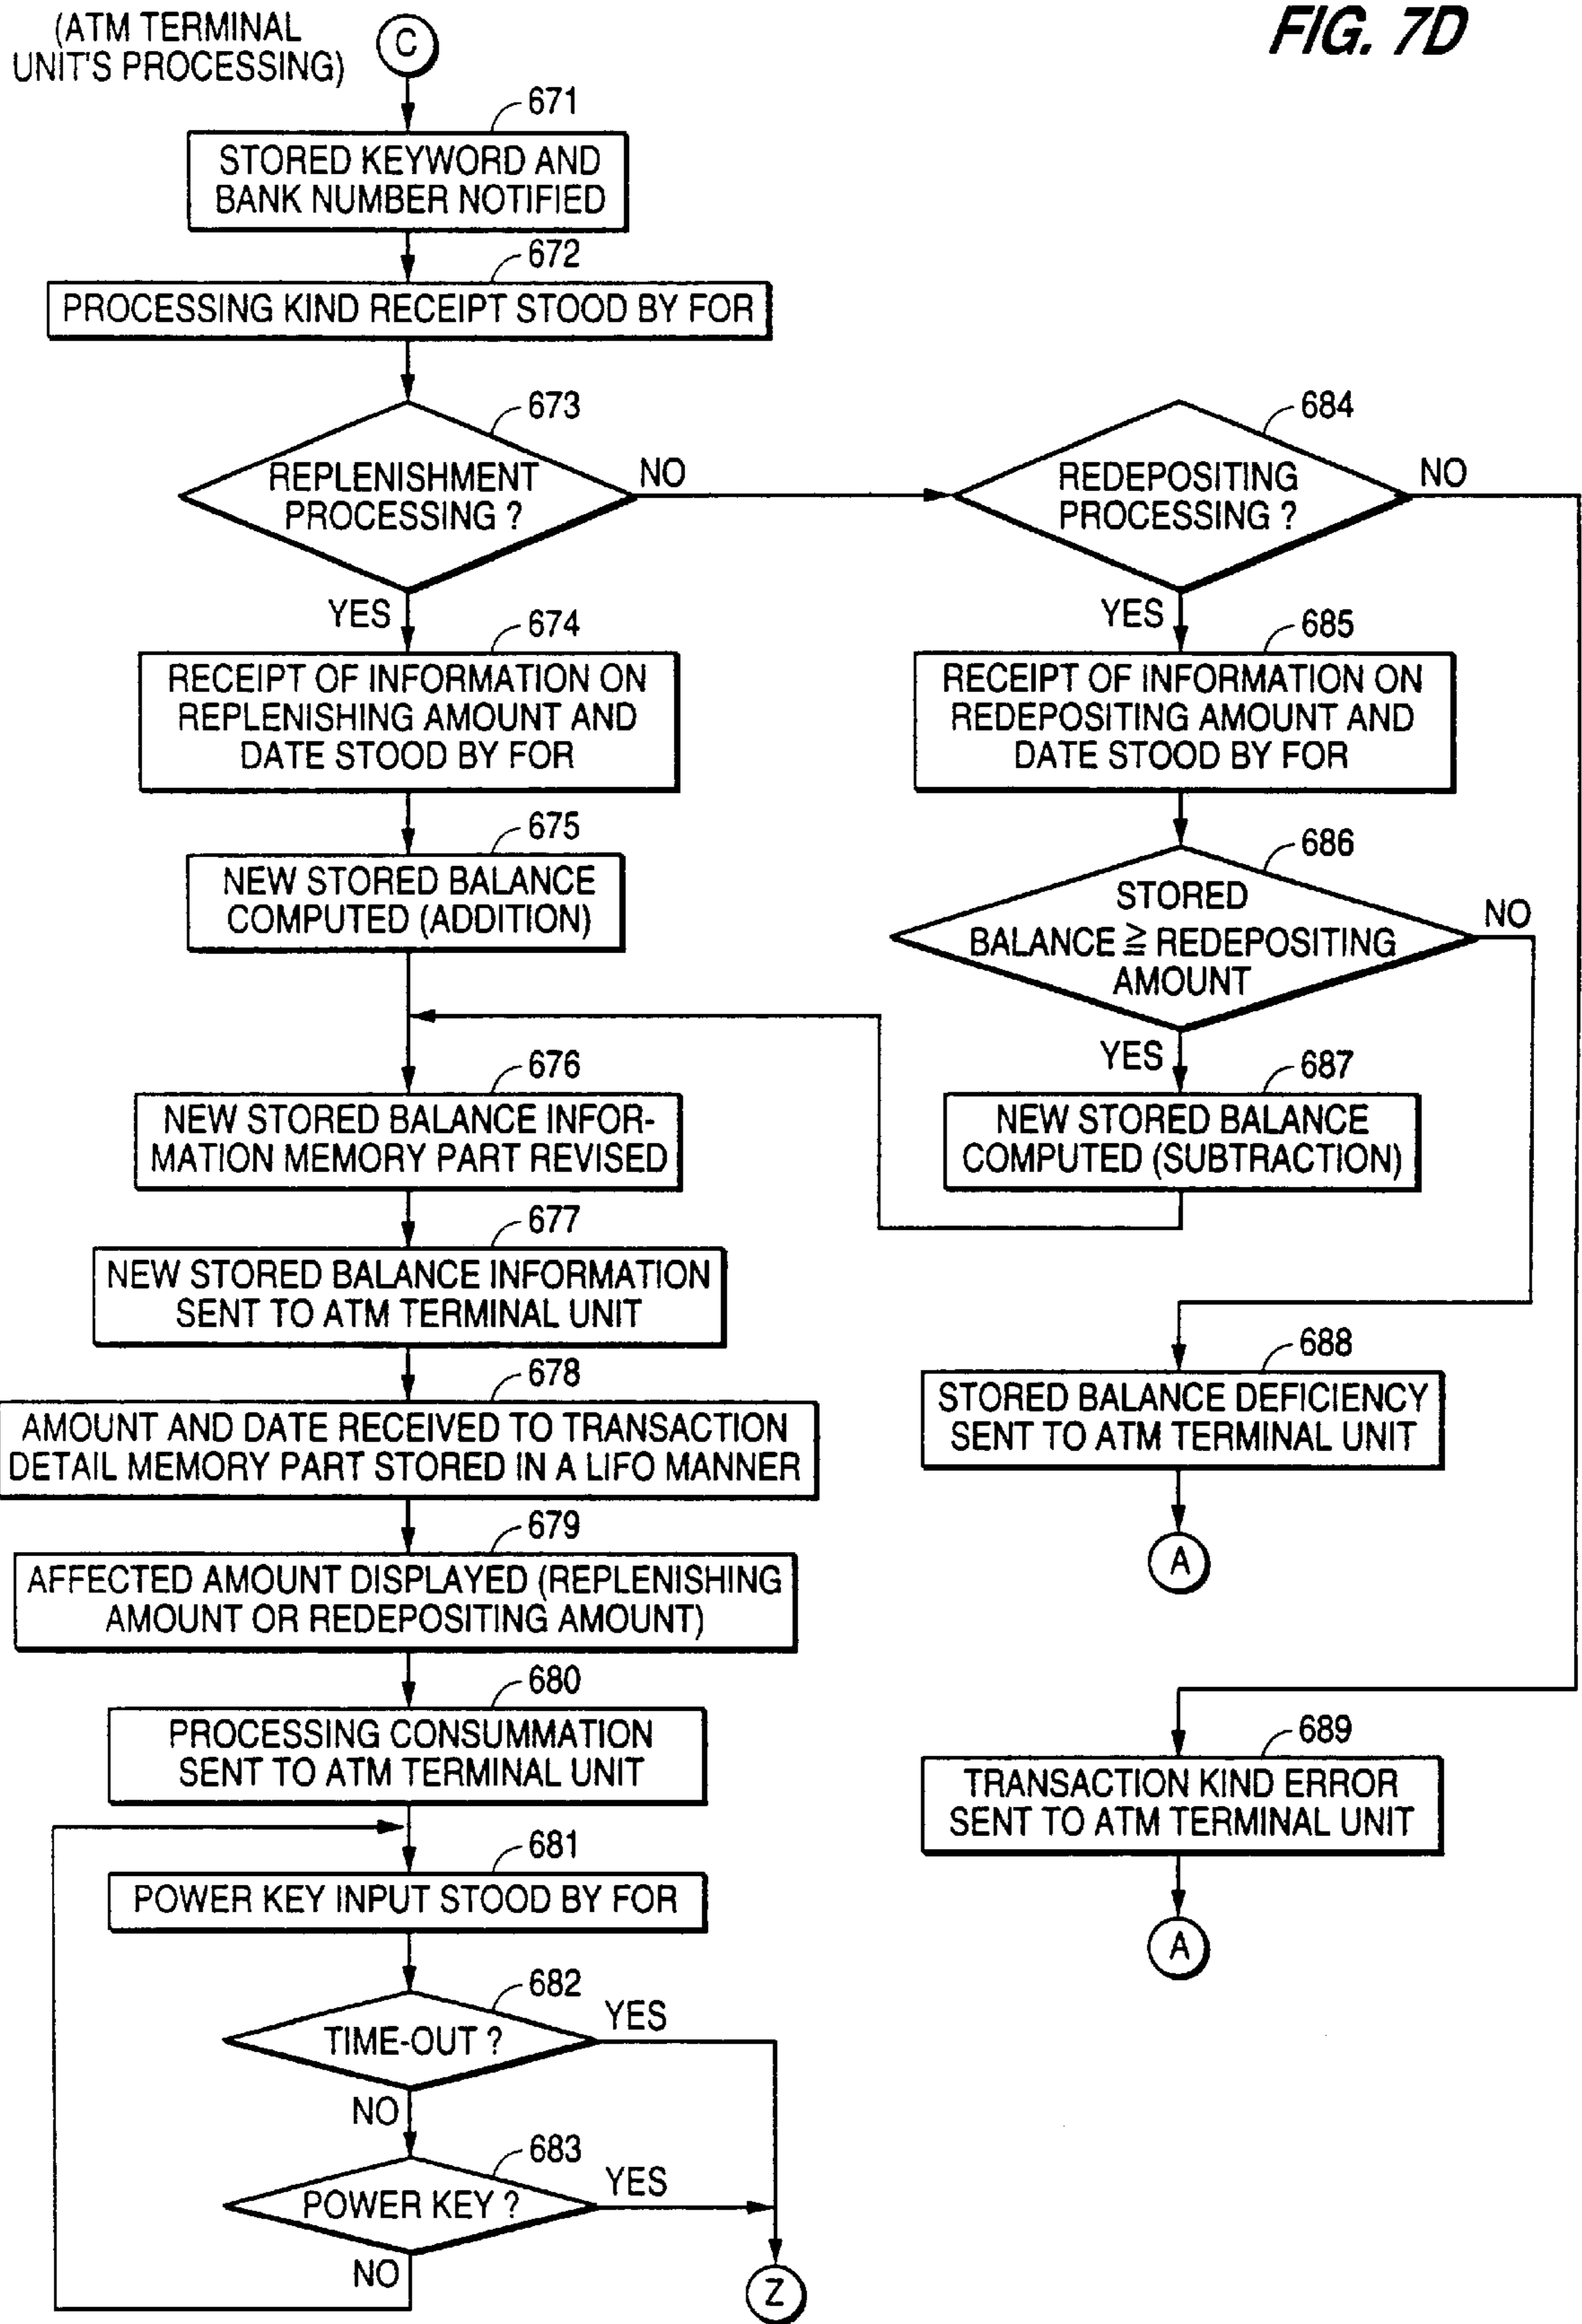 (ATM TERMINAL
UNIT'S PROCESSING)
C
FIG. 7D
671
STORED KEYWORD AND
BANK NUMBER NOTIFIED
672
PROCESSING KIND RECEIPT STOOD BY FOR
673
REPLENISHMENT
PROCESSING ?
NO
YES
684
REDEPOSITING
PROCESSING ?
NO
YES
674
RECEIPT OF INFORMATION ON
REPLENISHING AMOUNT AND
DATE STOOD BY FOR
685
RECEIPT OF INFORMATION ON
REDEPOSITING AMOUNT AND
DATE STOOD BY FOR
675
NEW STORED BALANCE
COMPUTED (ADDITION)
686
STORED
BALANCE ≧ REDEPOSITING
AMOUNT
NO
YES
676
NEW STORED BALANCE INFOR-
MATION MEMORY PART REVISED
687
NEW STORED BALANCE
COMPUTED (SUBTRACTION)
677
NEW STORED BALANCE INFORMATION
SENT TO ATM TERMINAL UNIT
688
STORED BALANCE DEFICIENCY
SENT TO ATM TERMINAL UNIT
A
678
AMOUNT AND DATE RECEIVED TO TRANSACTION
DETAIL MEMORY PART STORED IN A LIFO MANNER
679
AFFECTED AMOUNT DISPLAYED (REPLENISHING
AMOUNT OR REDEPOSITING AMOUNT)
680
PROCESSING CONSUMMATION
SENT TO ATM TERMINAL UNIT
689
TRANSACTION KIND ERROR
SENT TO ATM TERMINAL UNIT
A
681
POWER KEY INPUT STOOD BY FOR
682
TIME-OUT ?
YES
NO
683
POWER KEY ?
YES
NO
Z